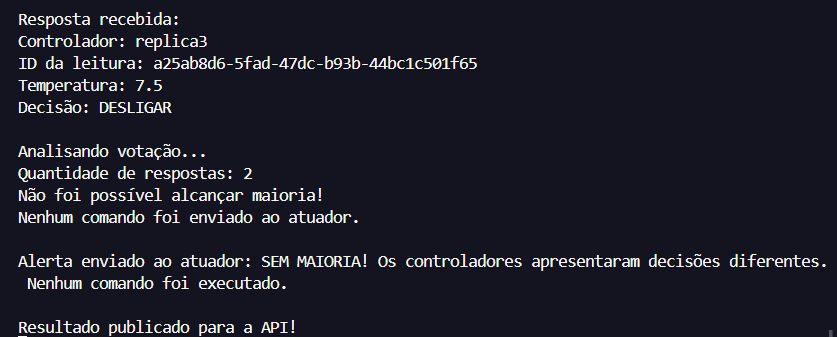 Resposta recebida:
Controlador: replica3
ID da leitura: a25ab8d6-5fad-47dc-b93b-44bc1c501f65
Temperatura: 7.5
Decisão: DESLIGAR
Analisando votação...
Quantidade de respostas: 2
Não foi possível alcançar maioria!
Nenhum comando foi enviado ao atuador.
Alerta enviado ao atuador: SEM MAIORIA! Os controladores apresentaram decisões diferentes.
Nenhum comando foi executado.
Resultado publicado para a API!